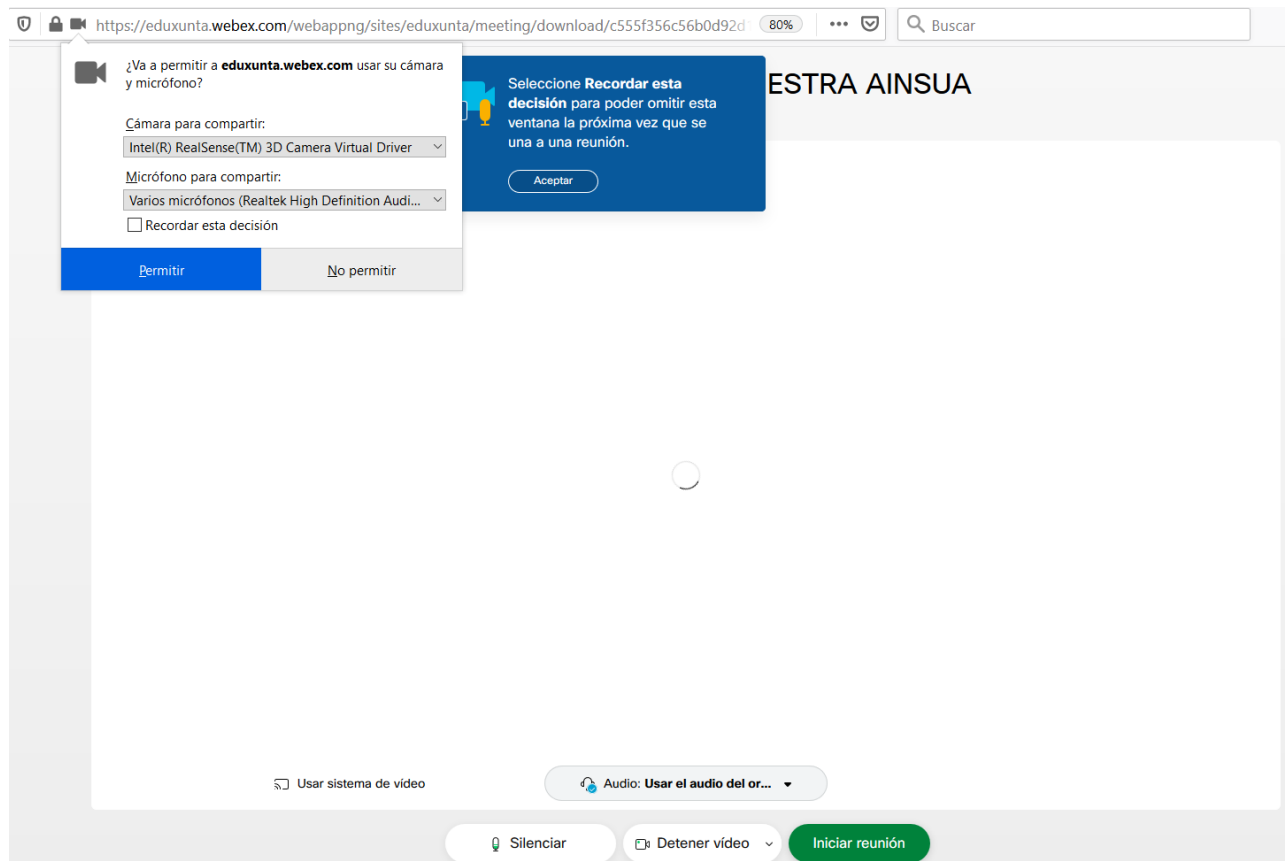 https://eduxunta.webex.com/webappng/sites/eduxunta/meeting/download/c555f356c56b0d92d
80%
Buscar
¿Va a permitir a eduxunta.webex.com usar su cámara
y micrófono?
Cámara para compartir:
Intel(R) RealSense(TM) 3D Camera Virtual Driver
Micrófono para compartir:
Varios micrófonos (Realtek High Definition Audi...
Recordar esta decisión
Permitir
No permitir
Seleccione Recordar esta
decisión para poder omitir esta
ventana la próxima vez que se
una a una reunión.
Aceptar
ESTRA AINSUA
Usar sistema de vídeo
Audio: Usar el audio del or...
Silenciar
Detener vídeo
Iniciar reunión